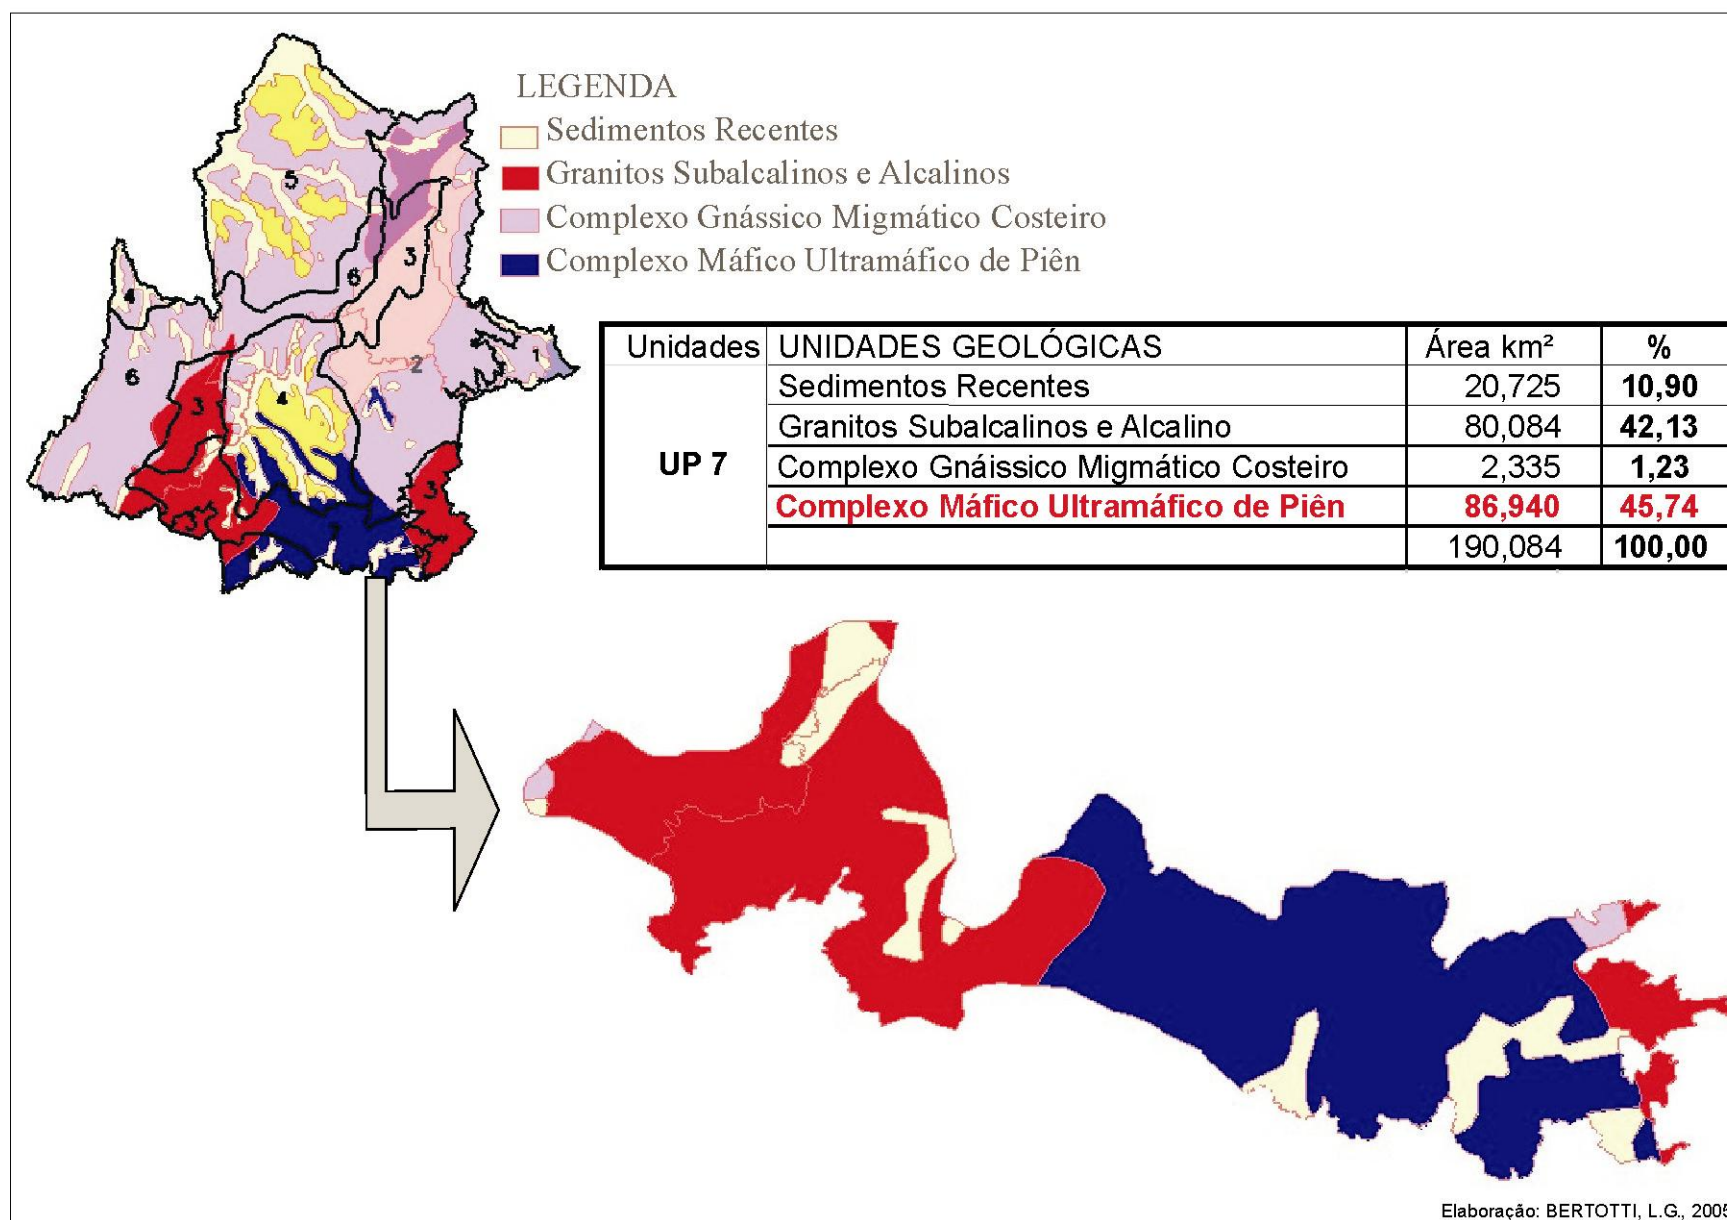 LEGENDA
Sedimentos Recentes
Granitos Subalcalinos e Alcalinos
Complexo Gnássico Migmático Costeiro
Complexo Máfico Ultramáfico de Piên
5
3
6
4
1
2
6
3
4
3
3
7
Unidades UNIDADES GEOLÓGICAS Área km² %
Sedimentos Recentes 20,725 10,90
Granitos Subalcalinos e Alcalino 80,084 42,13
UP 7 Complexo Gnáissico Migmático Costeiro 2,335 1,23
Complexo Máfico Ultramáfico de Piên 86,940 45,74
190,084 100,00
Elaboração: BERTOTTI, L.G., 2005